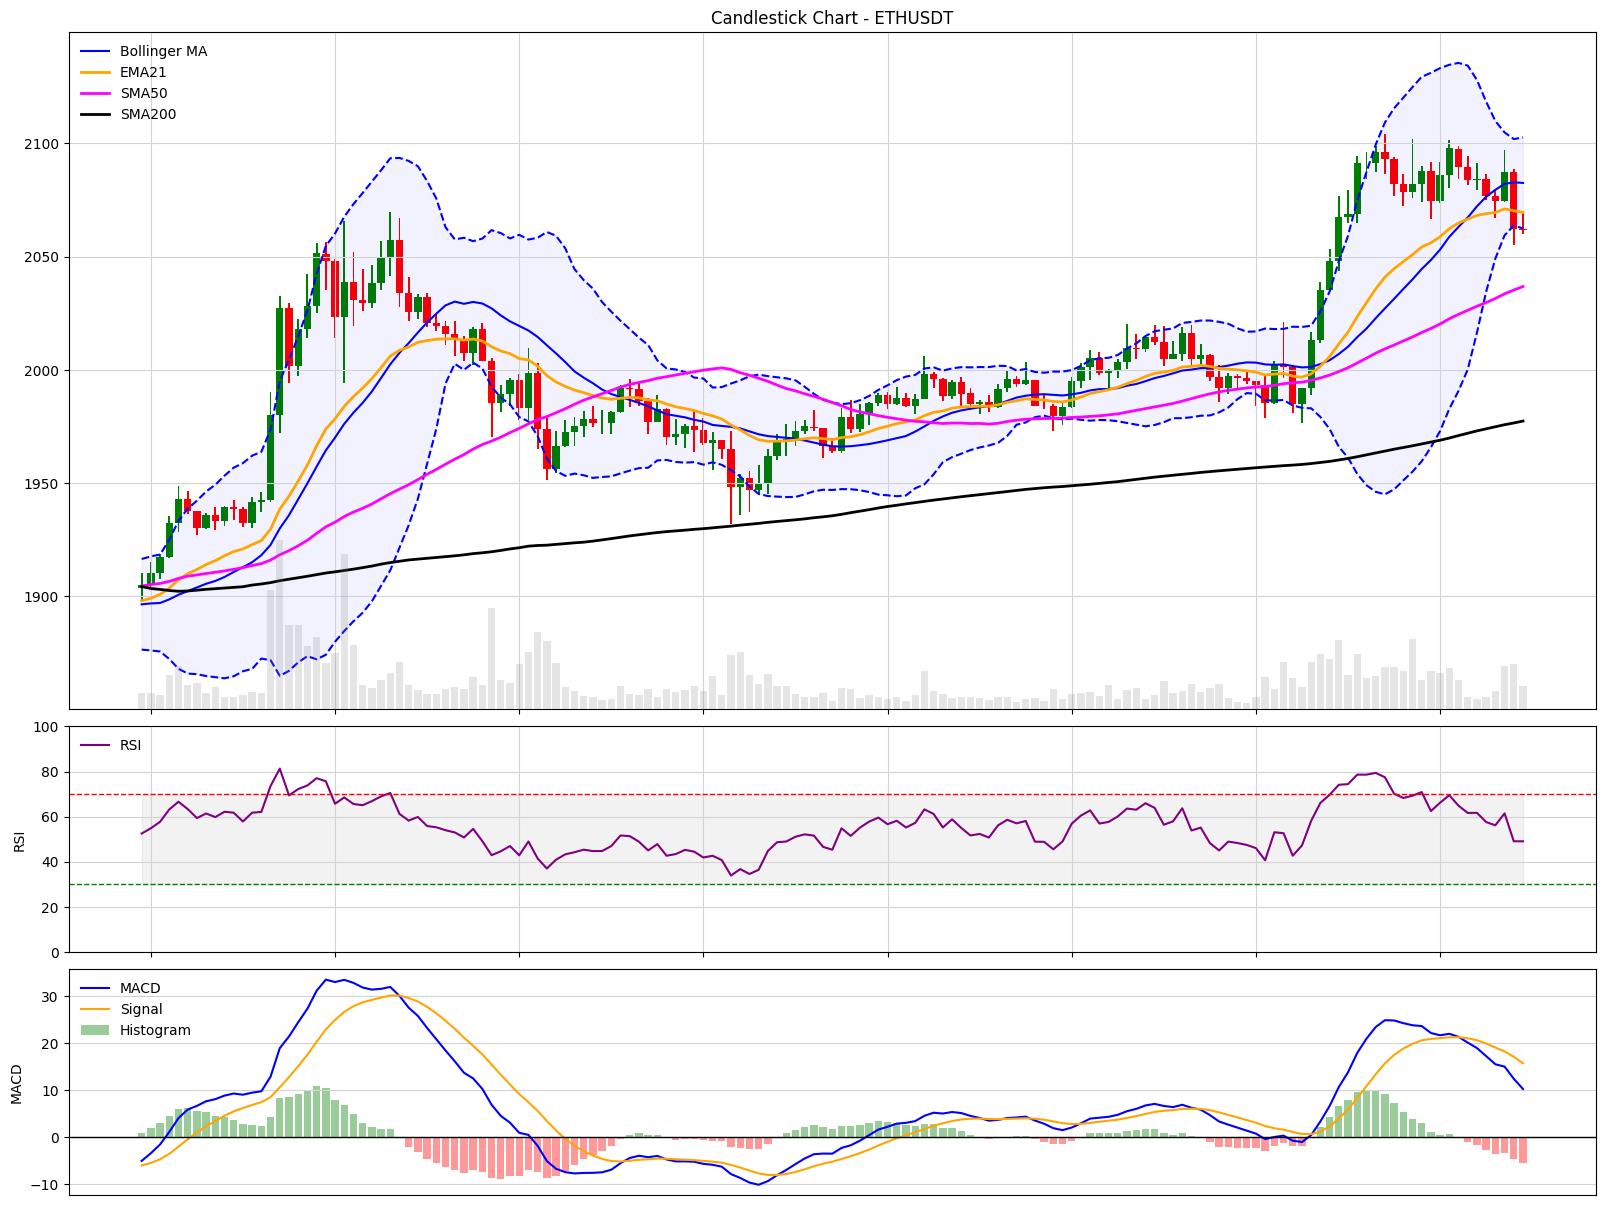 Candlestick Chart - ETHUSDT
Bollinger MA
EMA21
SMA50
SMA200
2100
2050
2000
1950
1900
RSI
100
80
60
40
20
0
RSI
MACD
Signal
Histogram
30
20
10
0
−10
MACD